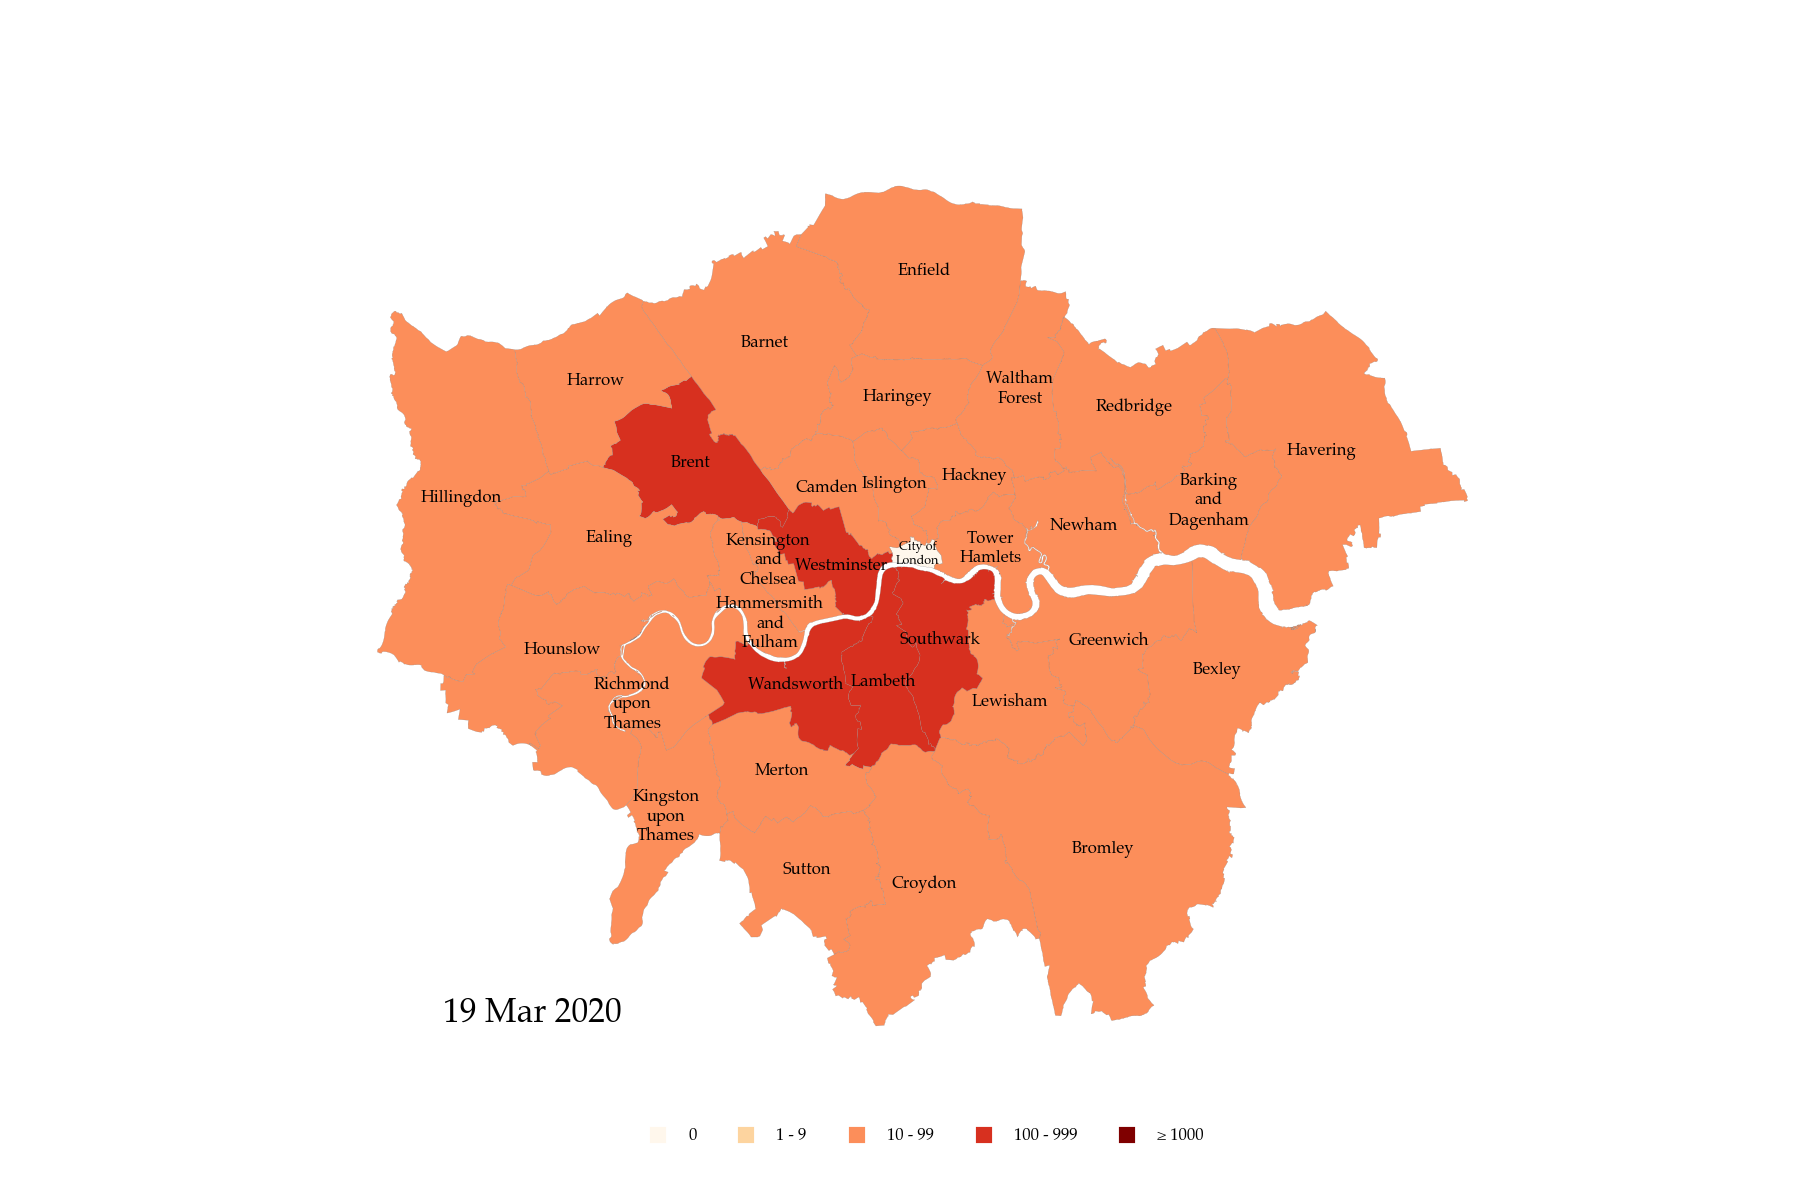 Enfield
Barnet
Harrow
Waltham
Forest
Haringey
Redbridge
Havering
Brent
Hackney
Islington
Camden
Barking
and
Dagenham
Hillingdon
Newham
Ealing
Kensington
and
Chelsea
Westminster
City of
London
Tower
Hamlets
Hammersmith
and
Fulham
Southwark
Greenwich
Hounslow
Bexley
Richmond
upon
Thames
Wandsworth
Lambeth
Lewisham
Merton
Kingston
upon
Thames
Bromley
Sutton
Croydon
19 Mar 2020
0 1 - 9 10 - 99 100 - 999 ≥ 1000